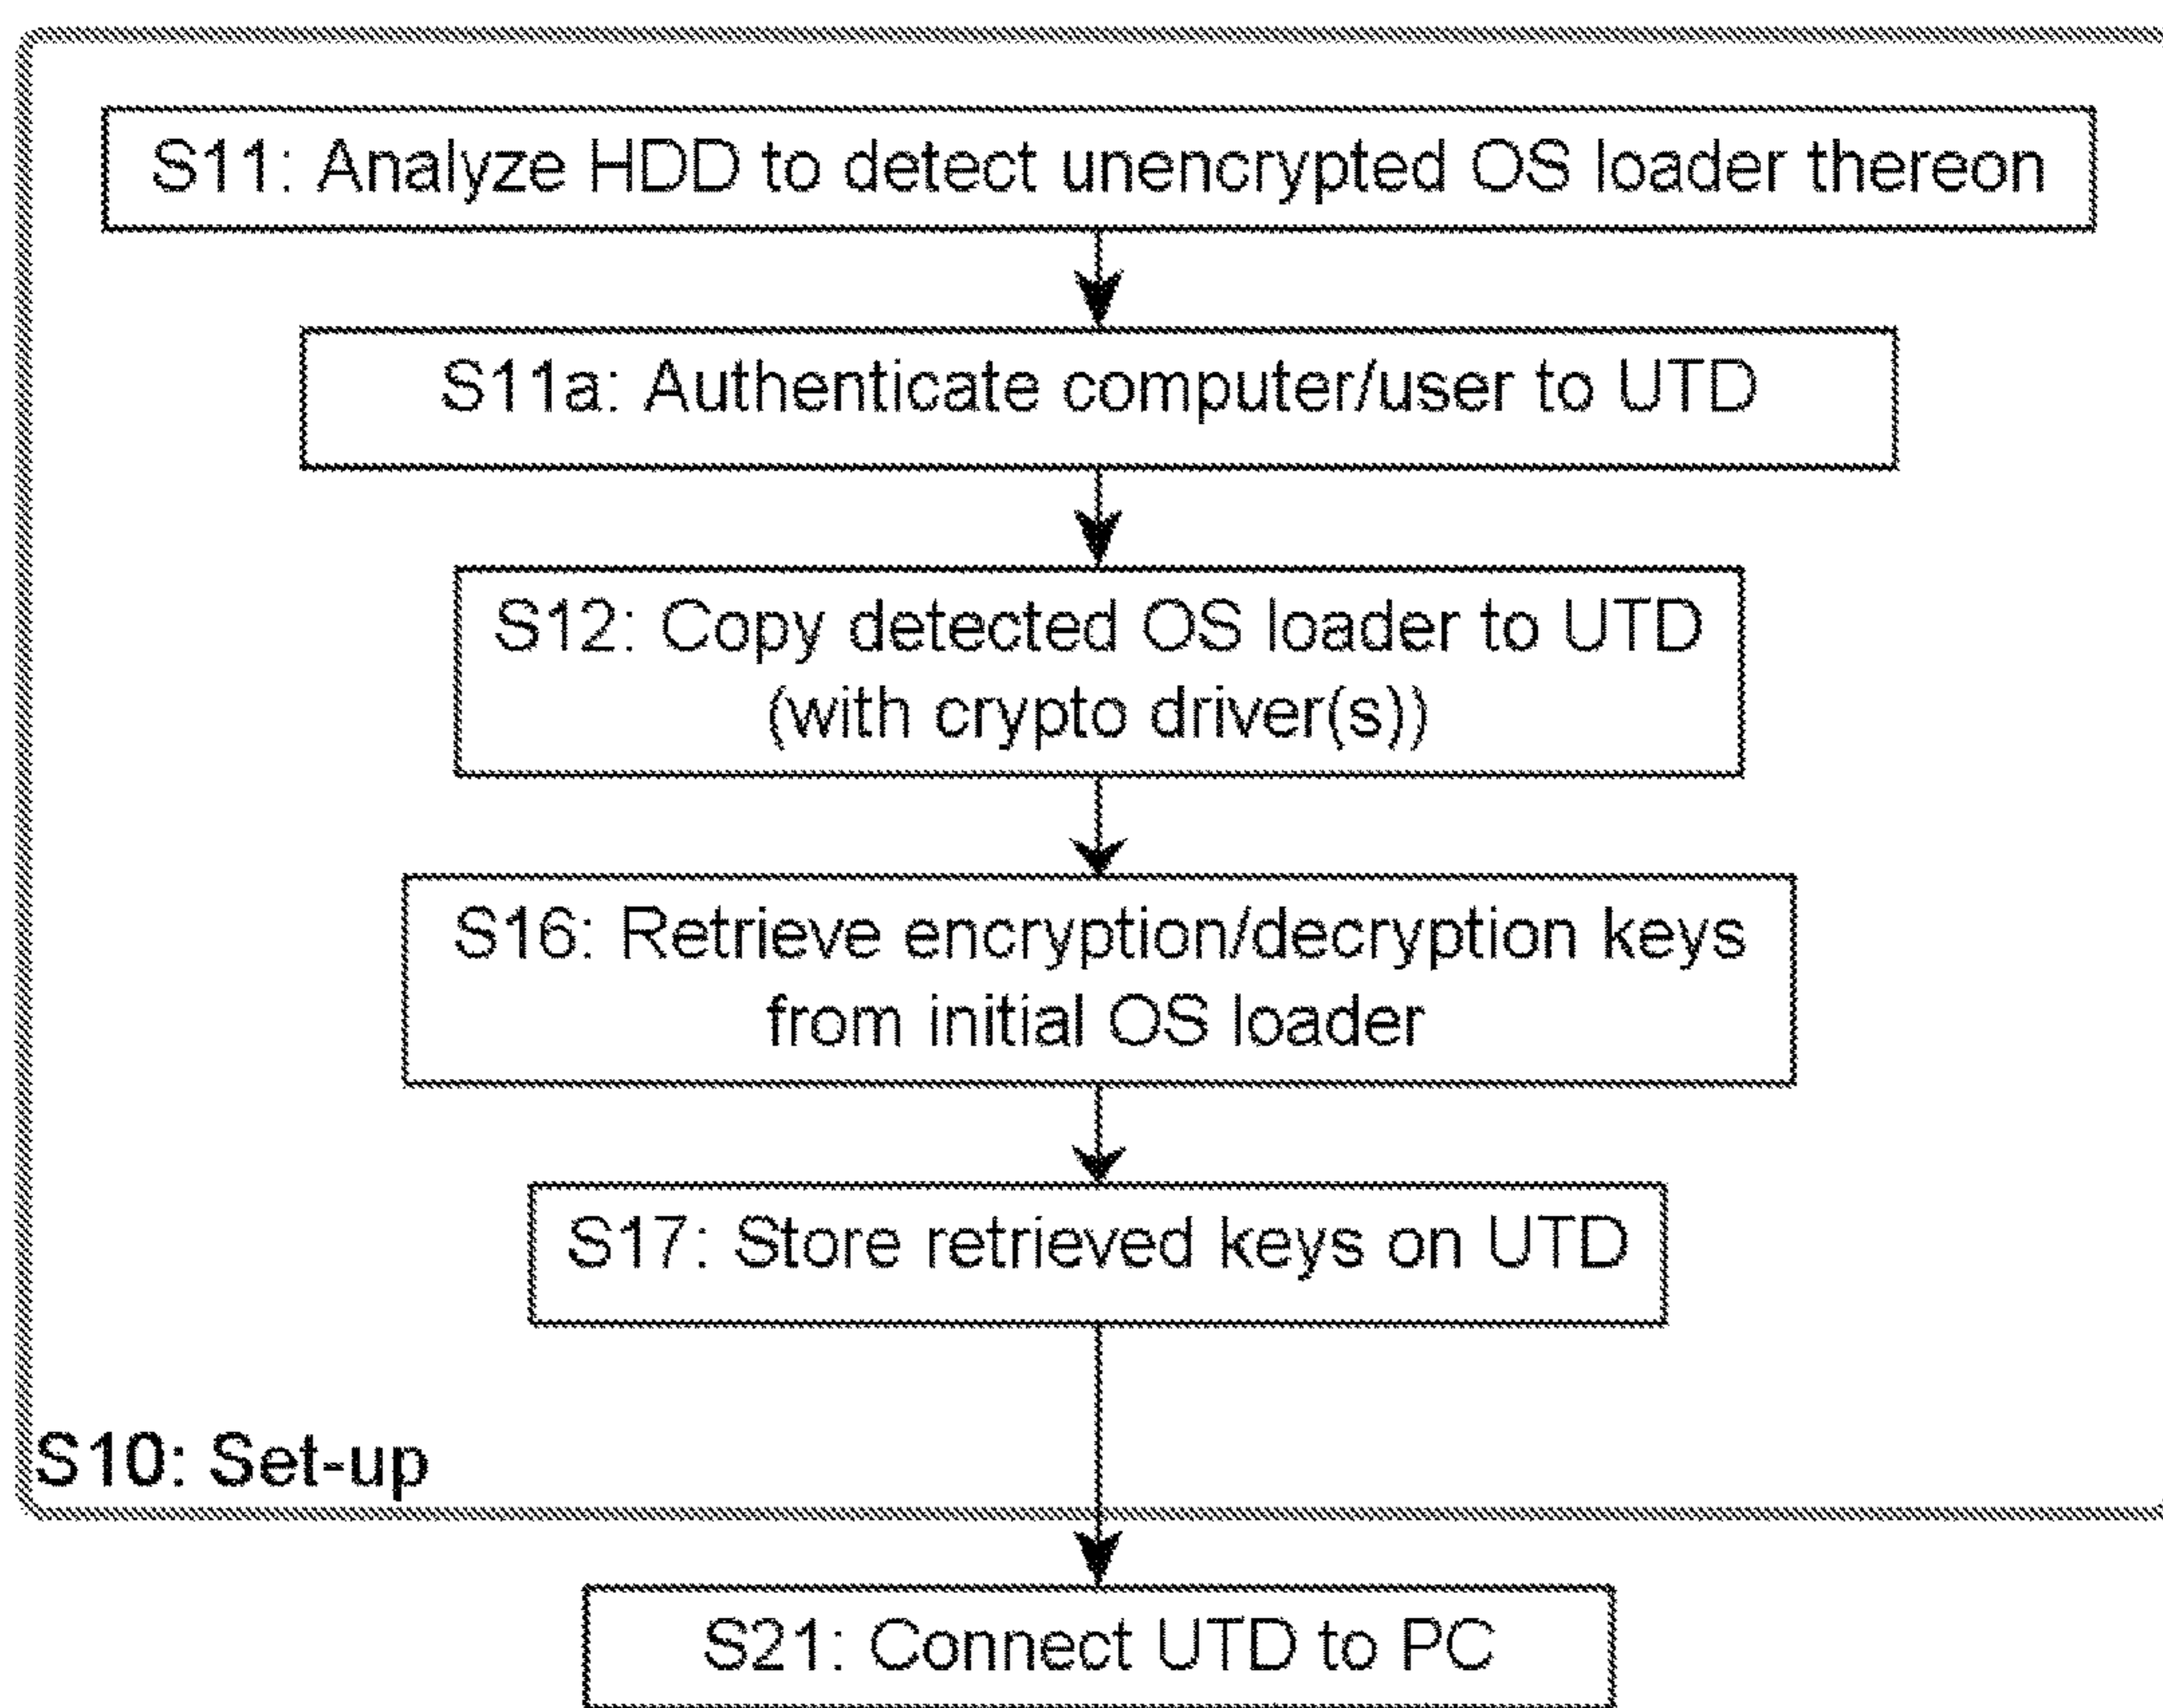 S11: Analyze HDD to detect unencrypted OS loader thereon
S11a: Authenticate computer/user to UTD
S12: Copy detected OS loader to UTD
(with crypto driver(s))
S16: Retrieve encryption/decryption keys
from initial OS loader
S17: Store retrieved keys on UTD
S10: Set-up
S21: Connect UTD to PC